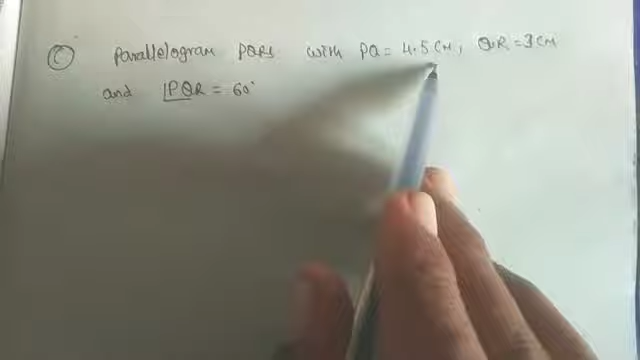 (C) Parallelogram PQRS with PQ = 4.5 CM, QR = 3 CM
and ∠PQR = 60°